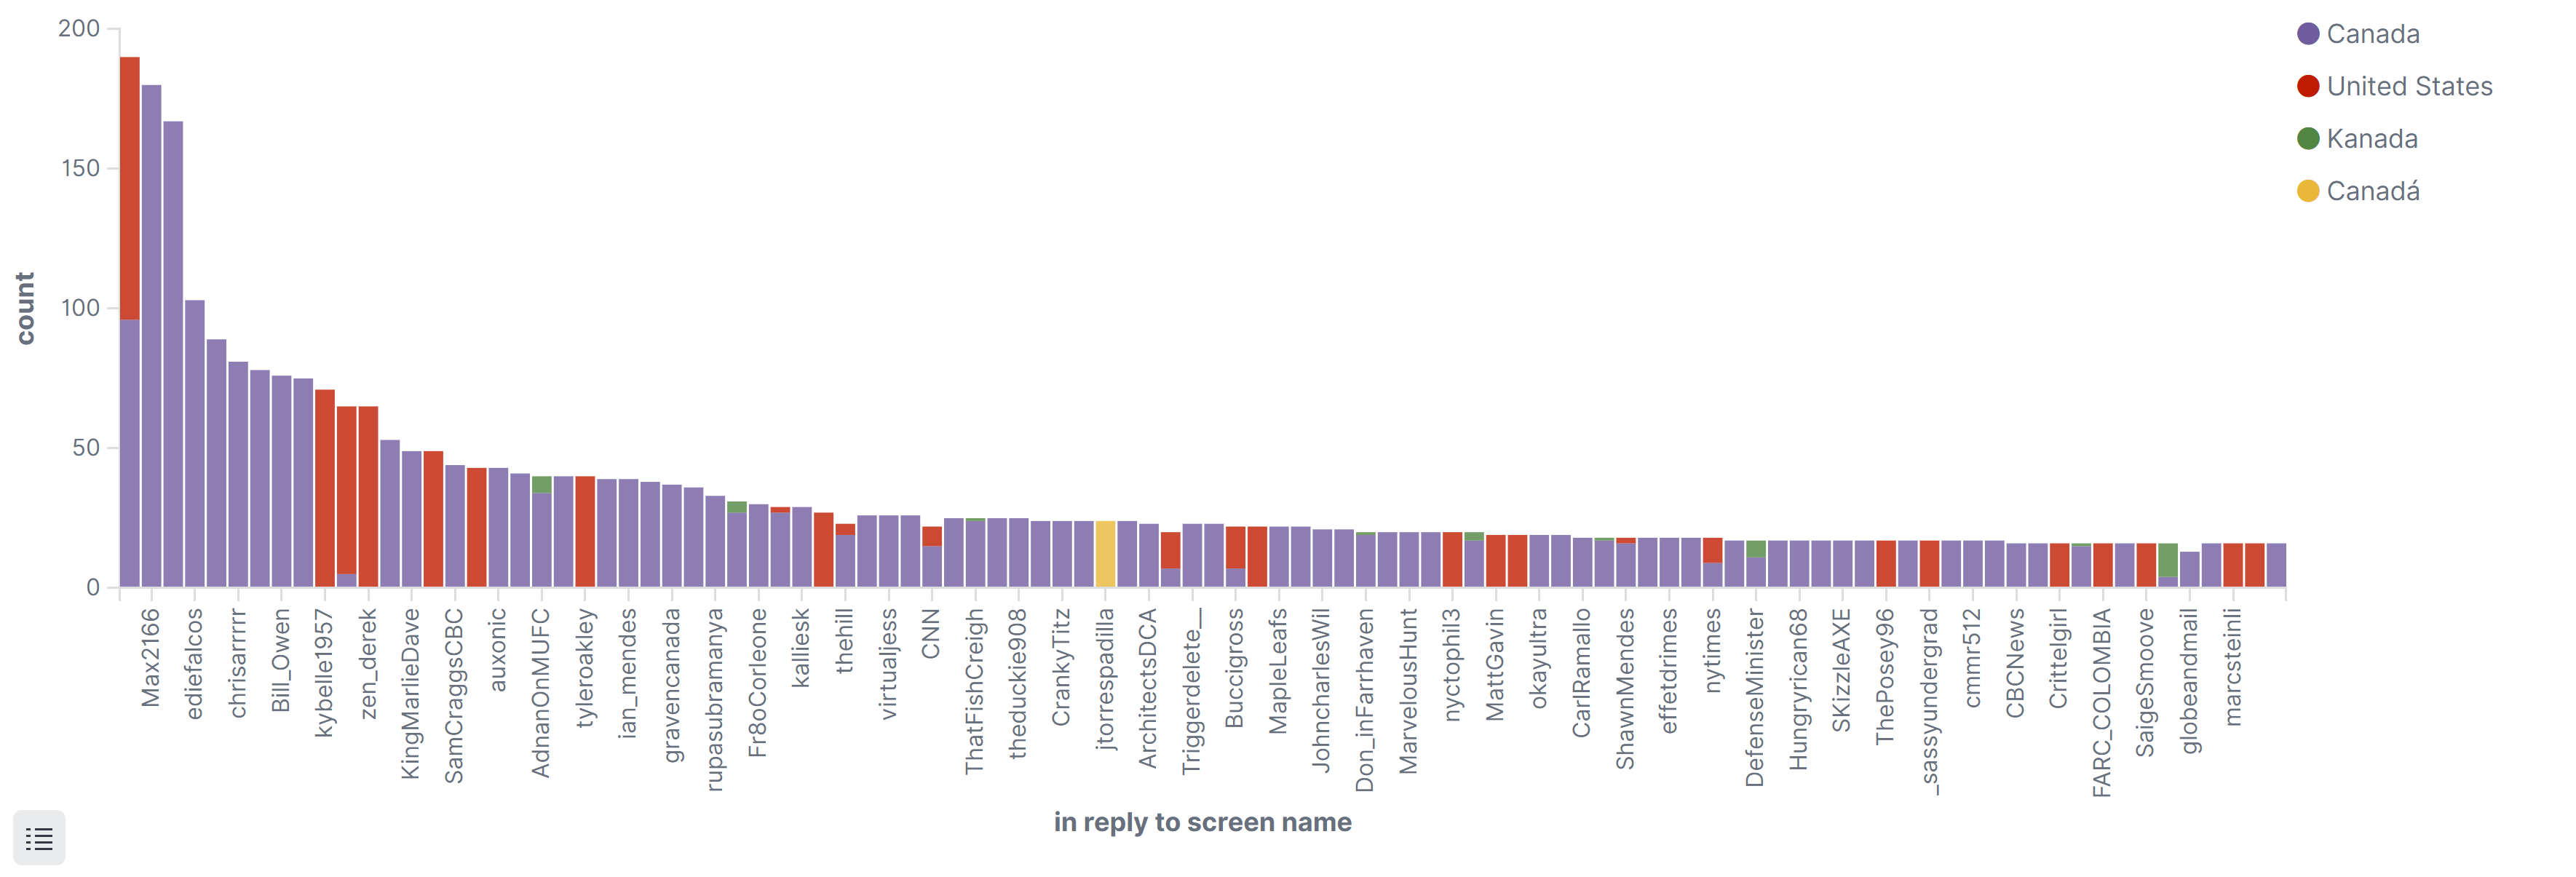 200
150
100
50
0
count
Max2166
ediefalcos
chrisarrrrr
Bill_Owen
kybelle1957
zen_derek
KingMarlieDave
SamCraggsCBC
auxonic
AdnanOnMUFC
tyleroakley
ian_mendes
gravencanada
rupasubramanya
Fr8oCorleone
kalliesk
thehill
virtualjess
CNN
ThatFishCreigh
theduckie908
CrankyTitz
jtorrespadilla
ArchitectsDCA
Triggerdelete__
Buccigross
MapleLeafs
JohncharlesWil
Don_inFarrhaven
MarvelousHunt
nyctophil3
MattGavin
okayultra
CarlRamallo
ShawnMendes
effetdrimes
nytimes
DefenseMinister
Hungryrican68
SKizzleAXE
ThePosey96
_sassyundergrad
cmmr512
CBCNews
Crittelgirl
FARC_COLOMBIA
SaigeSmoove
globeandmail
marcsteinli
in reply to screen name
Canada
United States
Kanada
Canadá